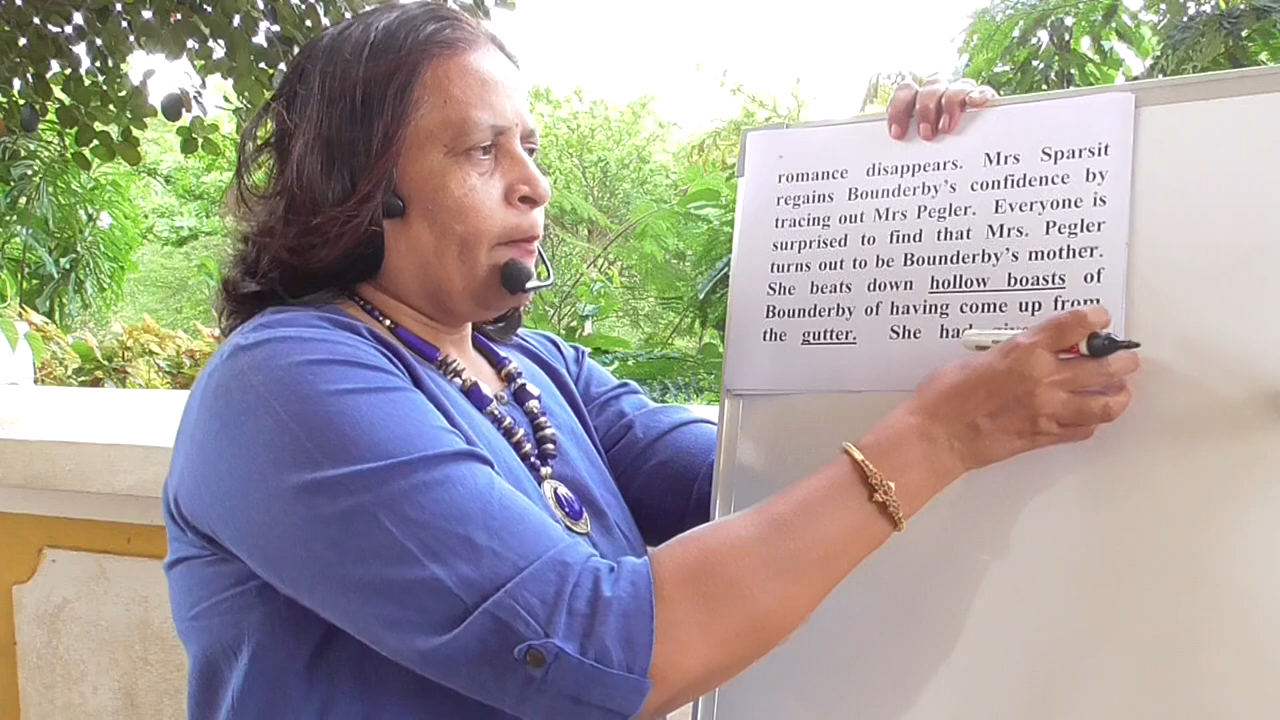 romance disappears. Mrs Sparsit
regains Bounderby's confidence by
tracing out Mrs Pegler. Everyone is
surprised to find that Mrs. Pegler
turns out to be Bounderby's mother.
She beats down hollow boasts of
Bounderby of having come up from
the gutter. She had